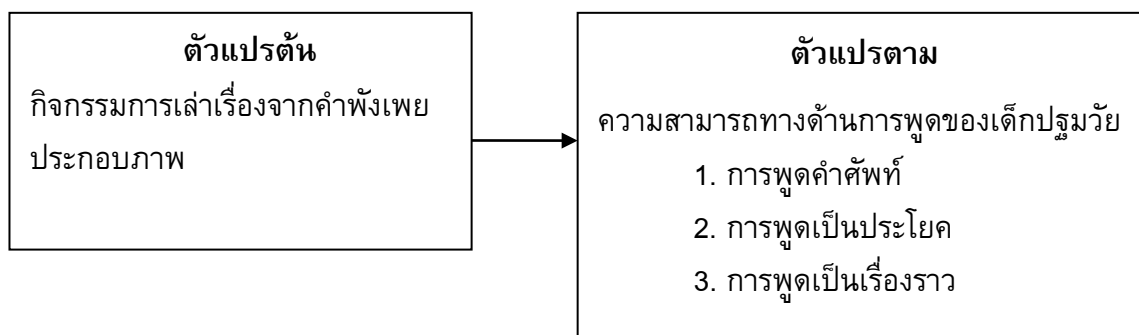 ตัวแปรต้น
กิจกรรมการเล่าเรื่องจากคำพังเพย
ประกอบภาพ
ตัวแปรตาม
ความสามารถทางด้านการพูดของเด็กปฐมวัย
1. การพูดคำศัพท์
2. การพูดเป็นประโยค
3. การพูดเป็นเรื่องราว